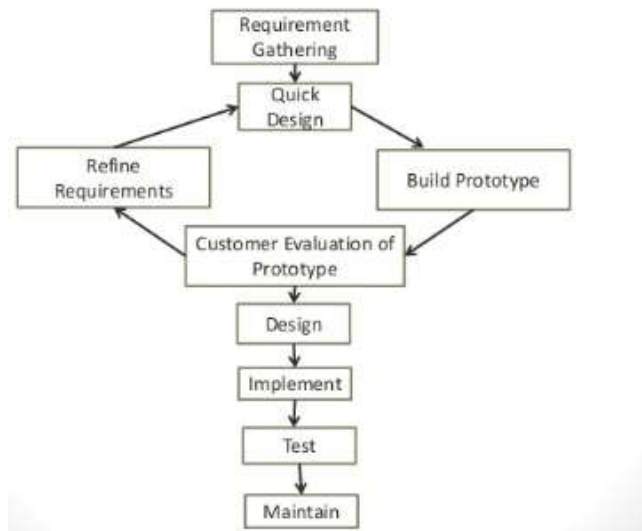 Requirement
Gathering
Quick
Design
Refine
Requirements
Build Prototype
Customer Evaluation of
Prototype
Design
Implement
Test
Maintain